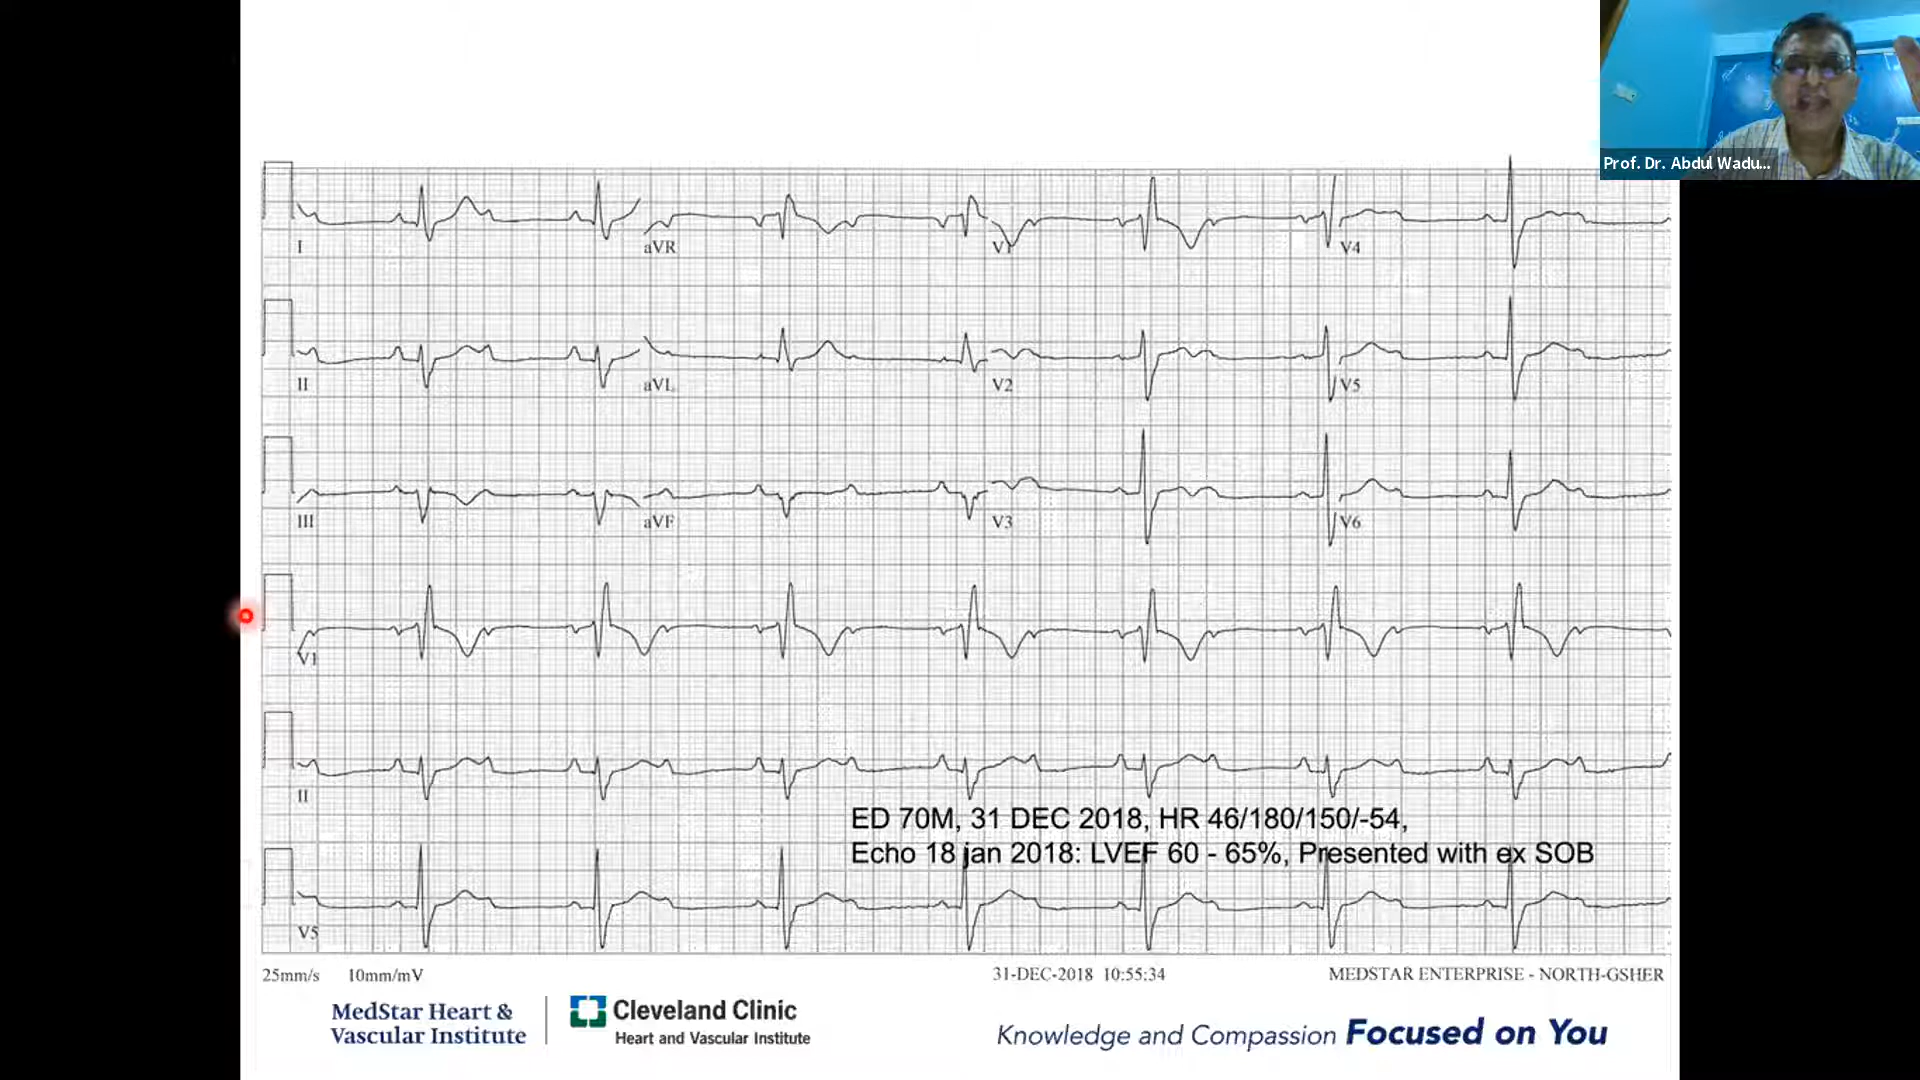 Prof. Dr. Abdul Wadu...
I aVR V1 V4
II aVL V2 V5
III aVF V3 V6
V1
II
ED 70M, 31 DEC 2018, HR 46/180/150/-54,
Echo 18 jan 2018: LVEF 60 - 65%, Presented with ex SOB
V5
25mm/s 10mm/mV 31-DEC-2018 10:55:34 MEDSTAR ENTERPRISE - NORTH-GSHER
MedStar Heart &
Vascular Institute
Cleveland Clinic
Heart and Vascular Institute
Knowledge and Compassion Focused on You